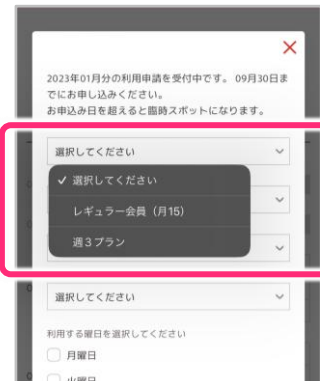 2023年01月分の利用申請を受付中です。 09月30日ま
でにお申し込みください。
お申込み日を超えると臨時スポットになります。
選択してください
✓ 選択してください
レギュラー会員（月15）
週３プラン
選択してください
利用する曜日を選択してください
月曜日
火曜日